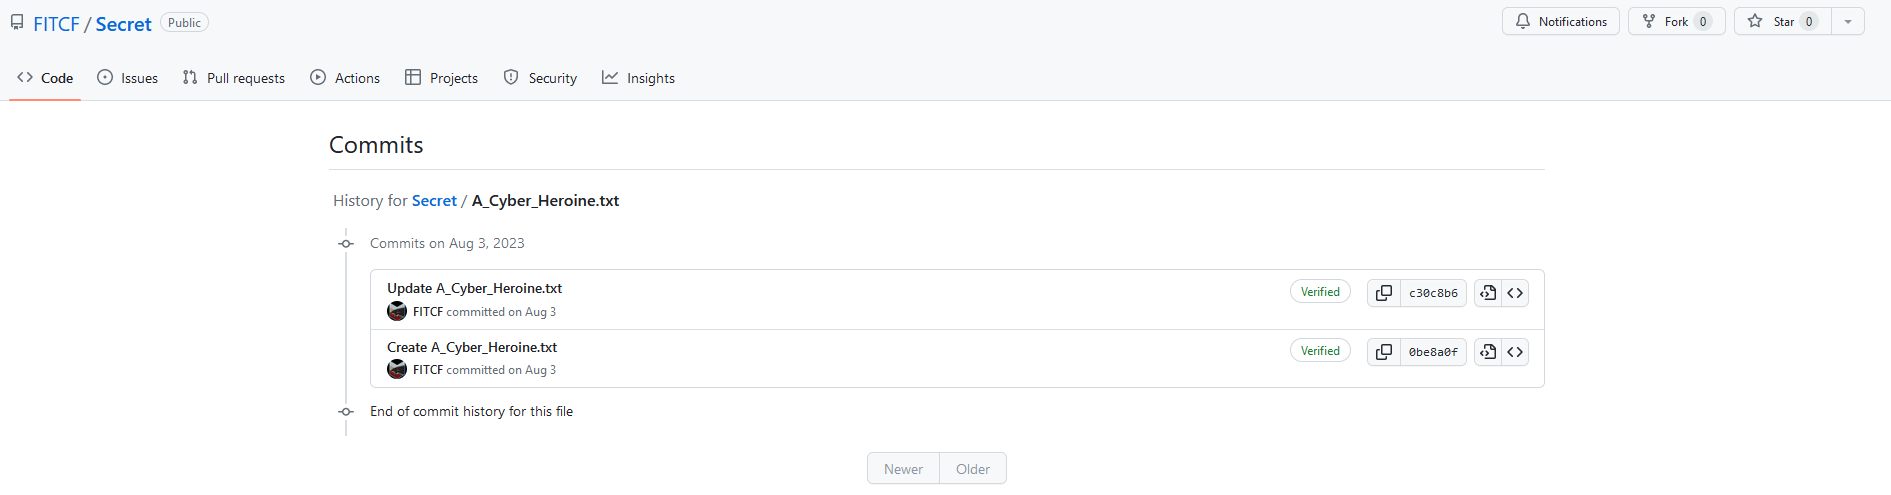 FITCF / Secret Public
Notifications Fork 0 Star 0
Code Issues Pull requests Actions Projects Security Insights
Commits
History for Secret / A_Cyber_Heroine.txt
Commits on Aug 3, 2023
Update A_Cyber_Heroine.txt
FITCF committed on Aug 3
Verified c30c8b6
Create A_Cyber_Heroine.txt
FITCF committed on Aug 3
Verified 0be8a0f
End of commit history for this file
Newer Older